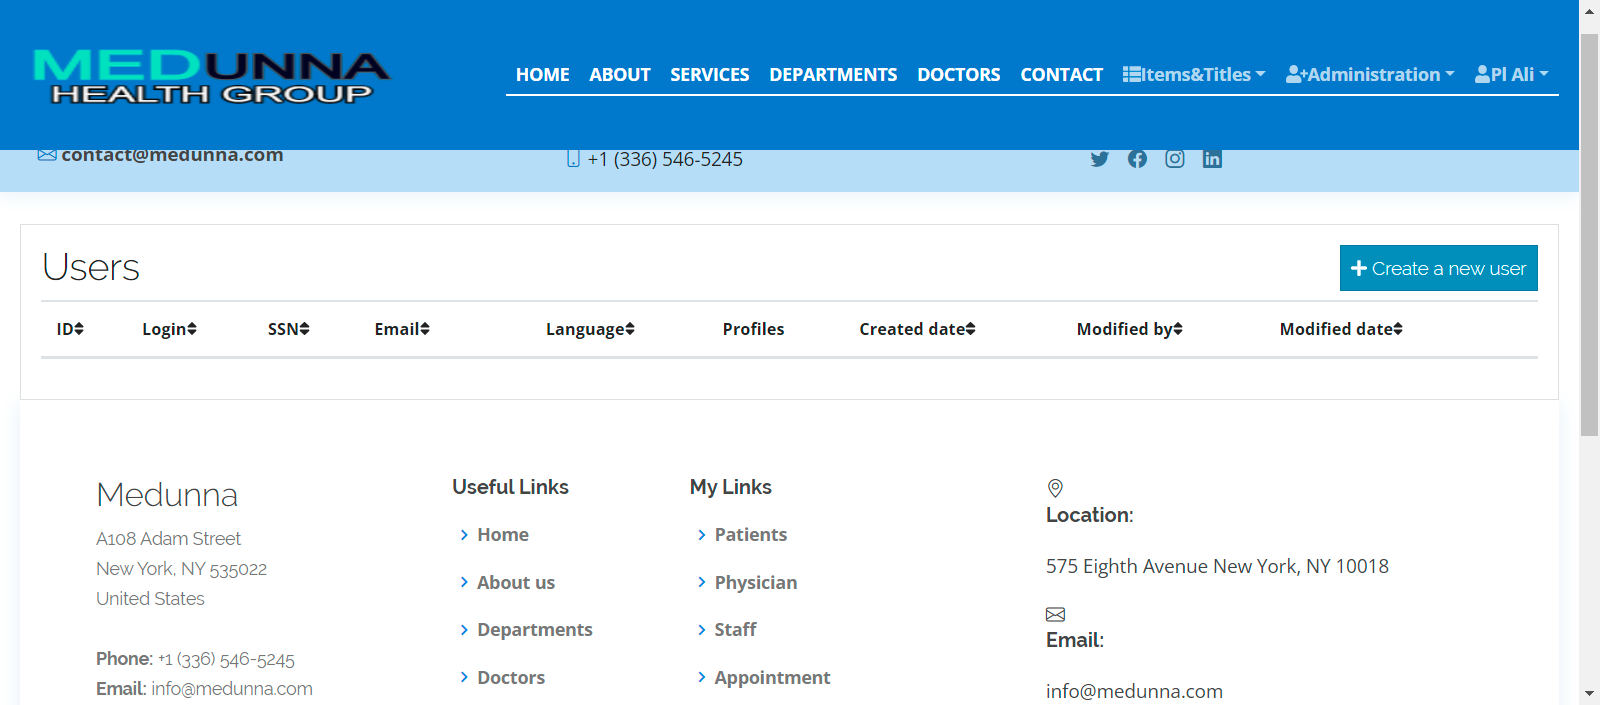 MEDUNNA
HEALTH GROUP
HOME ABOUT SERVICES DEPARTMENTS DOCTORS CONTACT Items&Titles Administration Pl Ali
contact@medunna.com
+1 (336) 546-5245
Users
Create a new user
ID Login SSN Email Language Profiles Created date Modified by Modified date
Medunna
A108 Adam Street
New York, NY 535022
United States
Phone: +1 (336) 546-5245
Email: info@medunna.com
Useful Links
Home
About us
Departments
Doctors
My Links
Patients
Physician
Staff
Appointment
Location:
575 Eighth Avenue New York, NY 10018
Email:
info@medunna.com